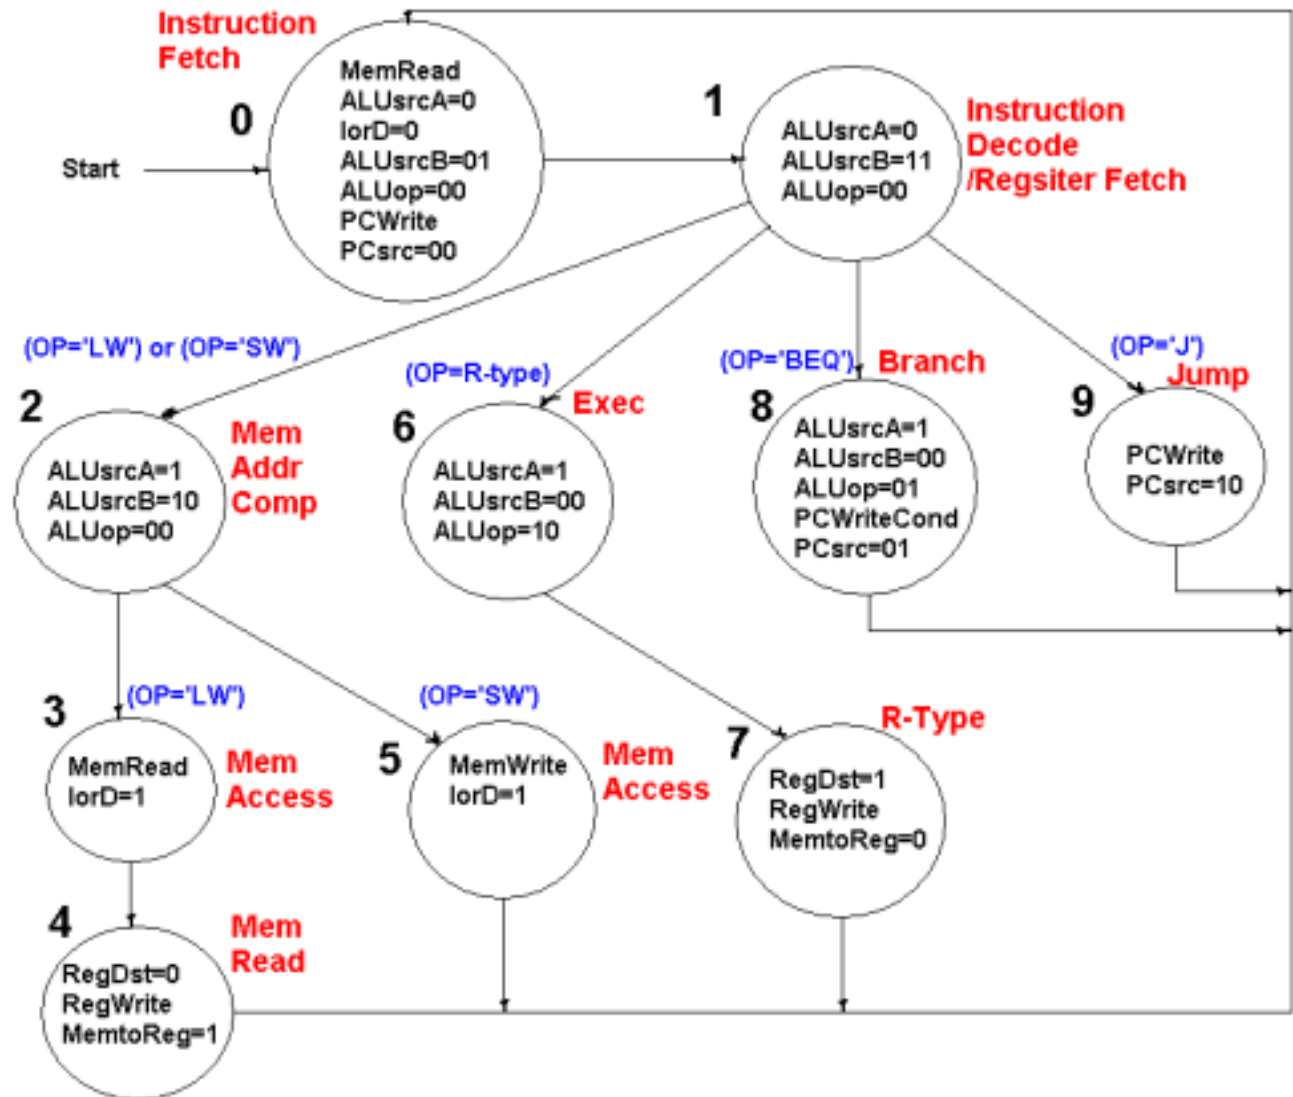 Instruction
Fetch
0
MemRead
ALUsrcA=0
IorD=0
ALUsrcB=01
ALUop=00
PCWrite
PCsrc=00
Start
1
ALUsrcA=0
ALUsrcB=11
ALUop=00
Instruction
Decode
/Regsiter Fetch
(OP='LW') or (OP='SW')
(OP=R-type)
(OP='BEQ')
(OP='J')
2
Mem
Addr
Comp
ALUsrcA=1
ALUsrcB=10
ALUop=00
6
Exec
ALUsrcA=1
ALUsrcB=00
ALUop=10
8
Branch
ALUsrcA=1
ALUsrcB=00
ALUop=01
PCWriteCond
PCsrc=01
9
Jump
PCWrite
PCsrc=10
(OP='LW')
(OP='SW')
3
MemRead
IorD=1
Mem
Access
5
MemWrite
IorD=1
Mem
Access
7
R-Type
RegDst=1
RegWrite
MemtoReg=0
4
Mem
Read
RegDst=0
RegWrite
MemtoReg=1